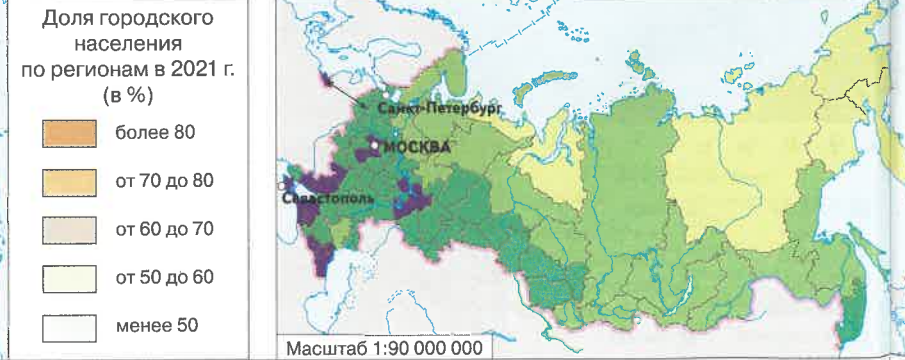 Доля городского
населения
по регионам в 2021 г.
(в %)
более 80
от 70 до 80
от 60 до 70
от 50 до 60
менее 50
Санкт-Петербург
МОСКВА
Севастополь
Масштаб 1:90 000 000